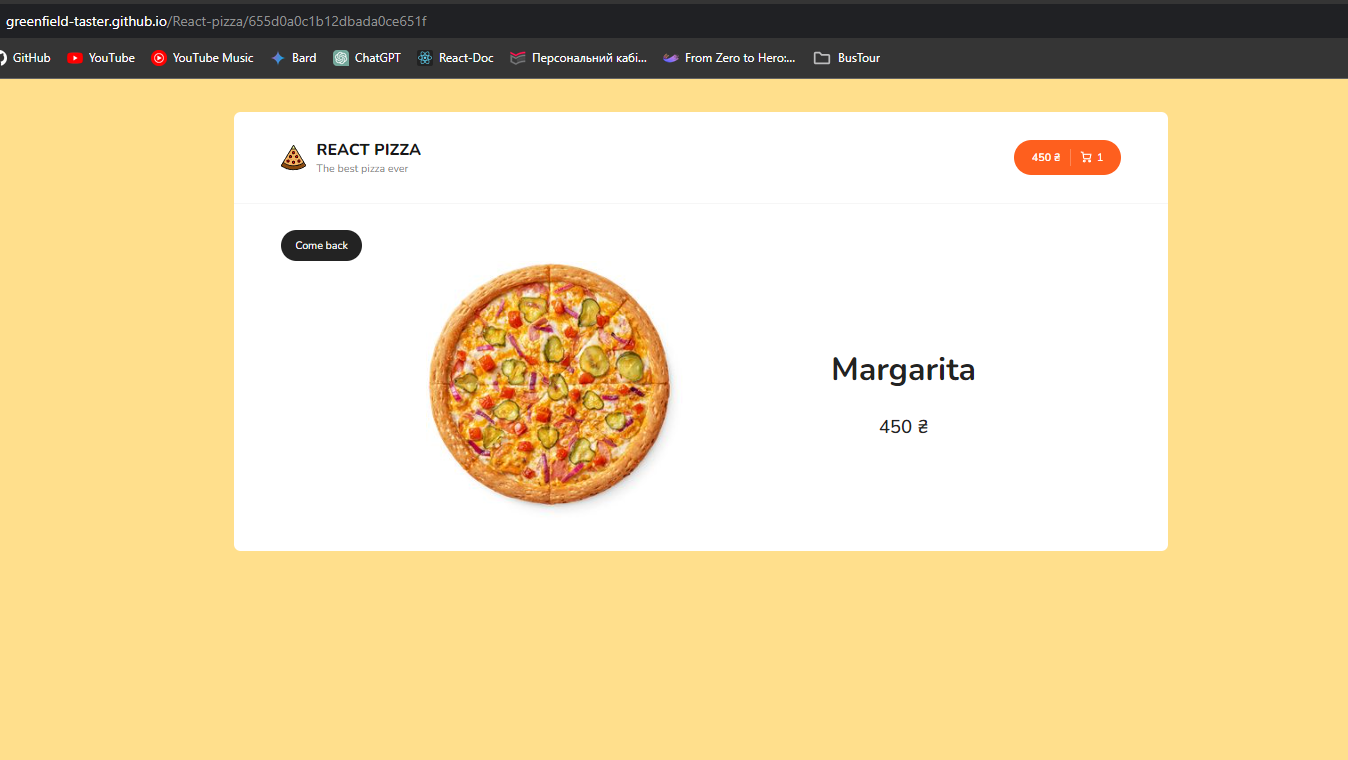 greenfield-taster.github.io/React-pizza/655d0a0c1b12dbada0ce651f
GitHub YouTube YouTube Music Bard ChatGPT React-Doc Персональний кабі... From Zero to Hero:... BusTour
REACT PIZZA
The best pizza ever
450 ₴ 1
Come back
Margarita
450 ₴